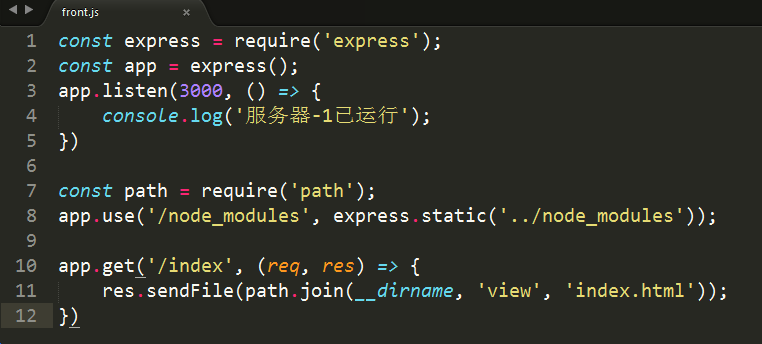 front.js
1 const express = require('express');
2 const app = express();
3 app.listen(3000, () => {
4     console.log('服务器-1已运行');
5 })
6
7 const path = require('path');
8 app.use('/node_modules', express.static('../node_modules'));
9
10 app.get('/index', (req, res) => {
11     res.sendFile(path.join(__dirname, 'view', 'index.html'));
12 })